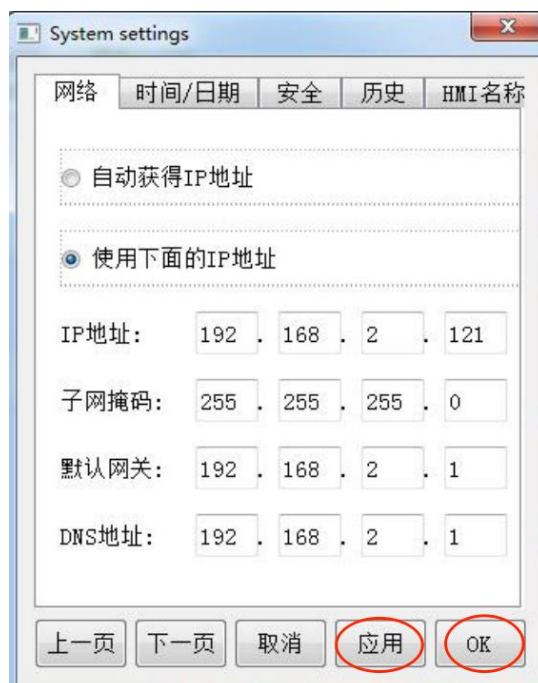 System settings
网络 时间/日期 安全 历史 HMI名称
自动获得IP地址
使用下面的IP地址
IP地址: 192 . 168 . 2 . 121
子网掩码: 255 . 255 . 255 . 0
默认网关: 192 . 168 . 2 . 1
DNS地址: 192 . 168 . 2 . 1
上一页 下一页 取消 应用 OK